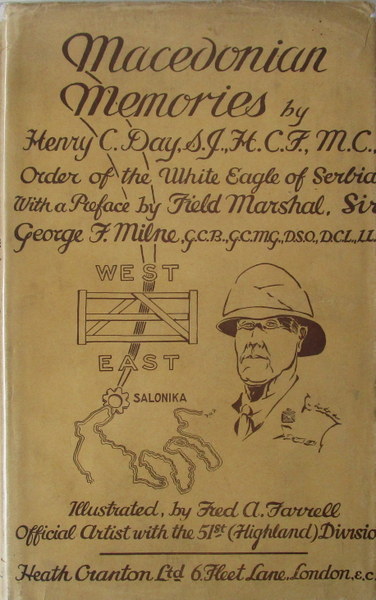 Macedonian
Memories by
Henry C. Day, S.J., H.C.F., M.C.,
Order of the White Eagle of Serbia
With a Preface by Field Marshal, Sir
George F. Milne, G.C.B., G.C.M.G., D.S.O., D.C.L., LL.
WEST
EAST
SALONIKA
Illustrated, by Fred A. Farrell
Official Artist with the 51st (Highland) Divisio
Heath Cranton Ltd 6, Fleet Lane, London, E.C.